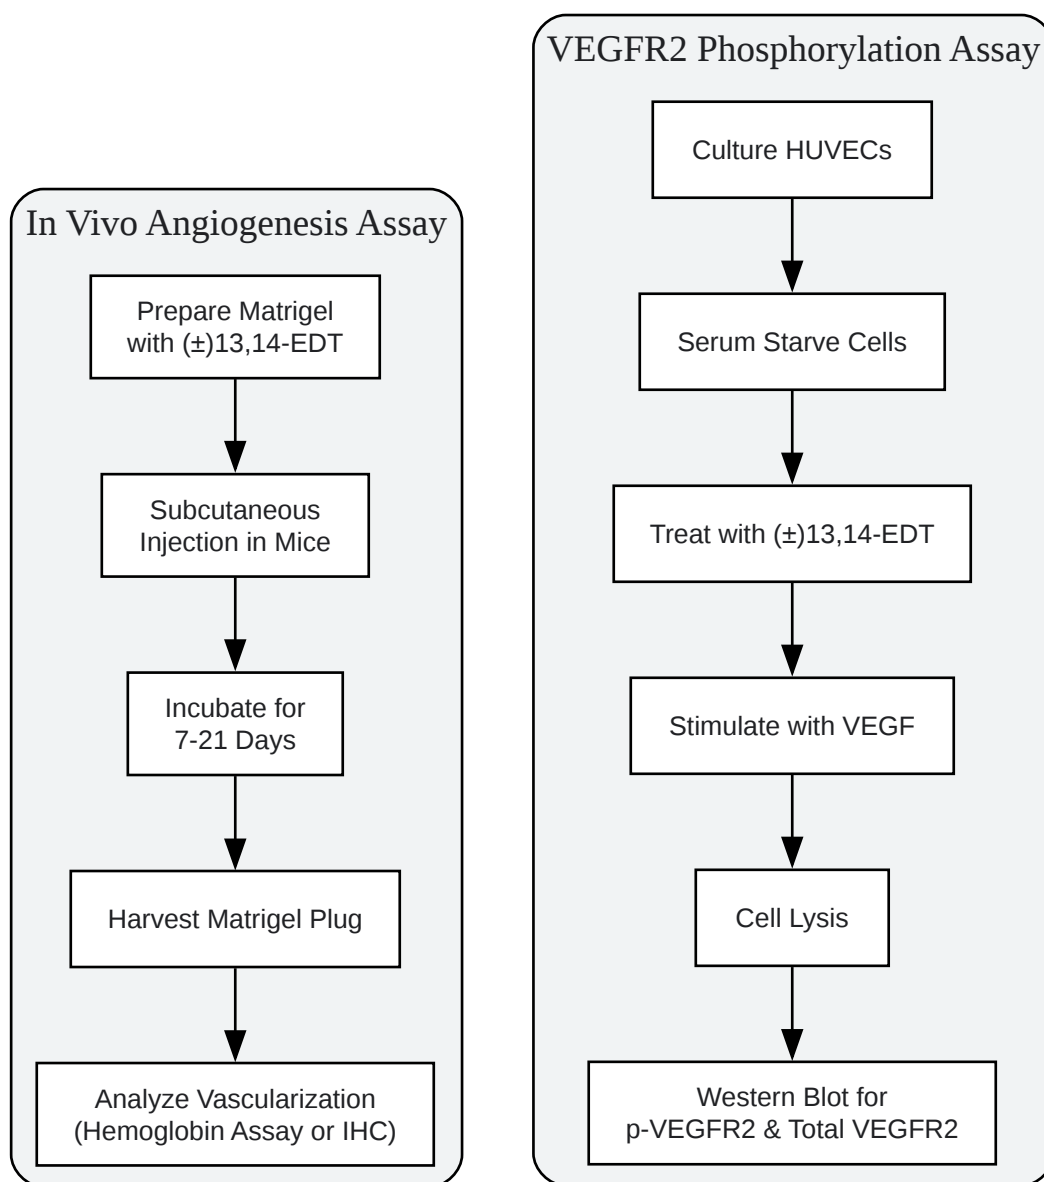 In Vivo Angiogenesis Assay
Prepare Matrigel
with (±)13,14-EDT
Subcutaneous
Injection in Mice
Incubate for
7-21 Days
Harvest Matrigel Plug
Analyze Vascularization
(Hemoglobin Assay or IHC)
VEGFR2 Phosphorylation Assay
Culture HUVECs
Serum Starve Cells
Treat with (±)13,14-EDT
Stimulate with VEGF
Cell Lysis
Western Blot for
p-VEGFR2 & Total VEGFR2